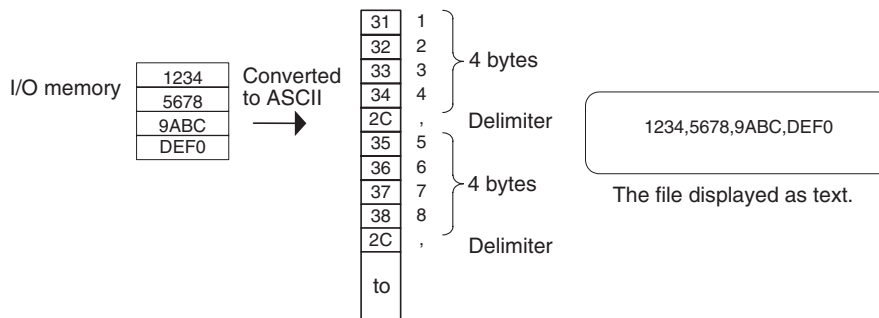 I/O memory
1234
5678
9ABC
DEF0
Converted
to ASCII
31 1
32 2
33 3
34 4
4 bytes
2C , Delimiter
35 5
36 6
37 7
38 8
4 bytes
2C , Delimiter
to
1234,5678,9ABC,DEF0
The file displayed as text.